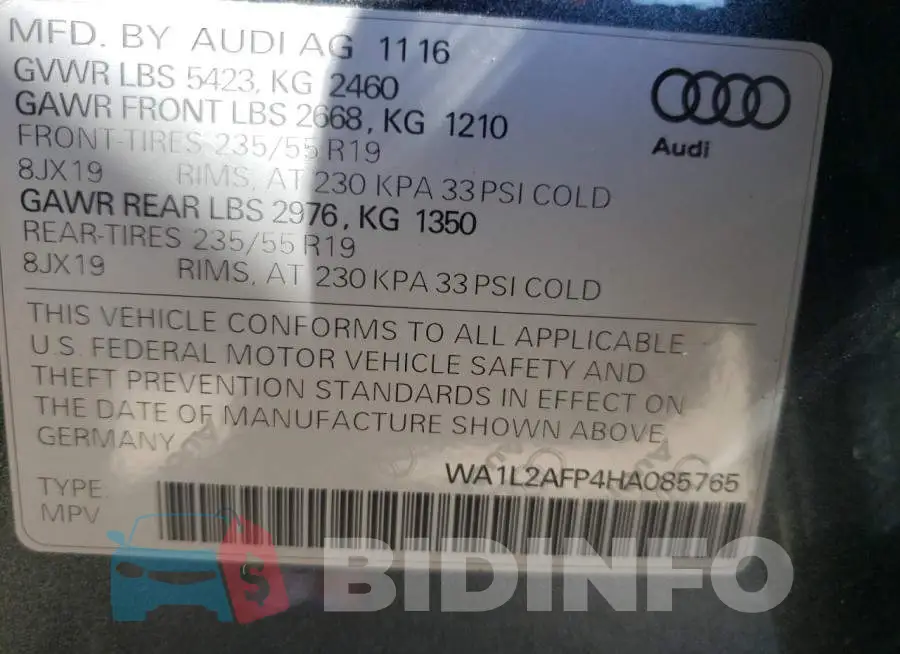 MFD. BY AUDI AG 11 16
GVWR LBS 5423, KG 2460
GAWR FRONT LBS 2668, KG 1210
FRONT-TIRES 235/55 R19
8JX19 RIMS, AT 230 KPA 33 PSI COLD
GAWR REAR LBS 2976, KG 1350
REAR-TIRES 235/55 R19
8JX19 RIMS, AT 230 KPA 33 PSI COLD
Audi
THIS VEHICLE CONFORMS TO ALL APPLICABLE
U.S. FEDERAL MOTOR VEHICLE SAFETY AND
THEFT PREVENTION STANDARDS IN EFFECT ON
THE DATE OF MANUFACTURE SHOWN ABOVE
GERMANY
WA1L2AFP4HA085765
TYPE
MPV
$ BIDINFO